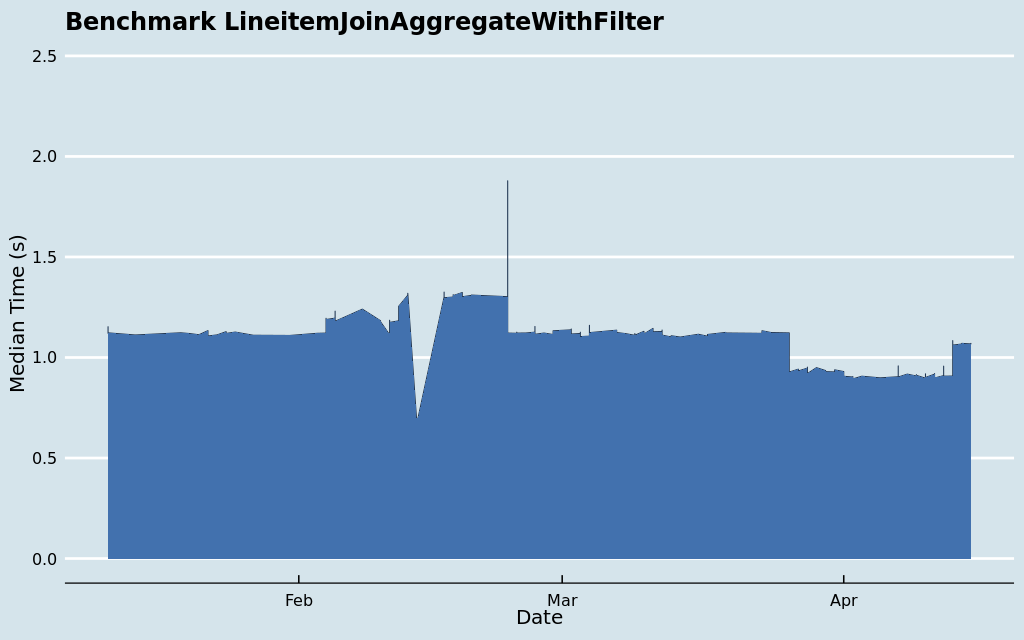 Benchmark LineitemJoinAggregateWithFilter
2.5
2.0
1.5
1.0
0.5
0.0
Median Time (s)
Feb
Mar
Apr
Date